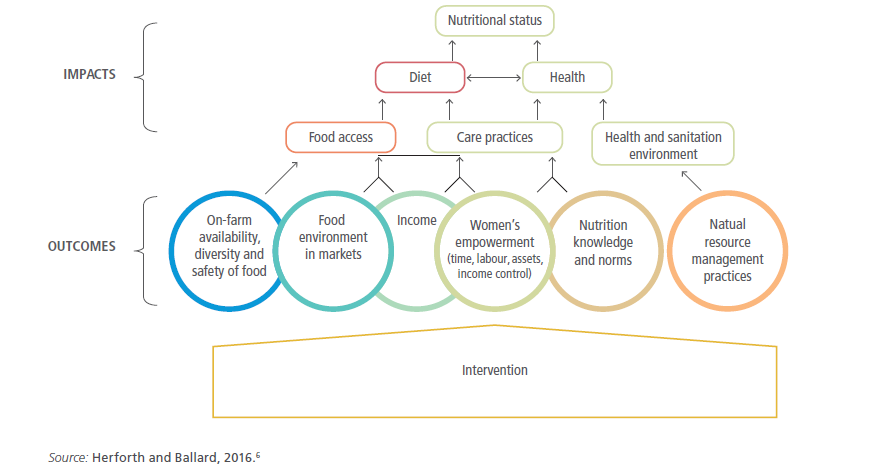 Nutritional status
IMPACTS
Diet
Health
Food access
Care practices
Health and sanitation
environment
OUTCOMES
On-farm
availability,
diversity and
safety of food
Food
environment
in markets
Income
Women's
empowerment
(time, labour, assets,
income control)
Nutrition
knowledge
and norms
Natual
resource
management
practices
Intervention
Source: Herforth and Ballard, 2016.⁶